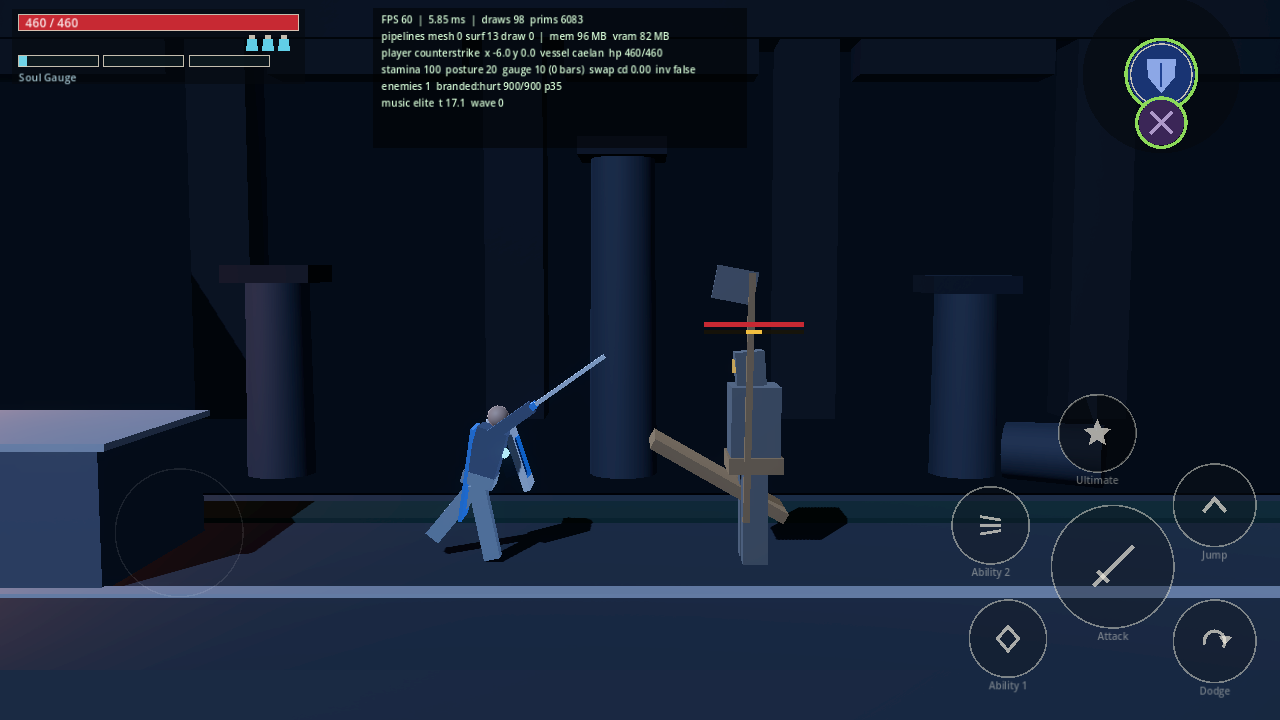 460 / 460
Soul Gauge
FPS 60 | 5.85 ms | draws 98 prims 6083
pipelines mesh 0 surf 13 draw 0 | mem 96 MB vram 82 MB
player counterstrike x -6.0 y 0.0 vessel caelan hp 460/460
stamina 100 posture 20 gauge 10 (0 bars) swap cd 0.00 inv false
enemies 1 branded:hurt 900/900 p35
music elite t 17.1 wave 0
Ultimate
Ability 2
Jump
Attack
Ability 1
Dodge